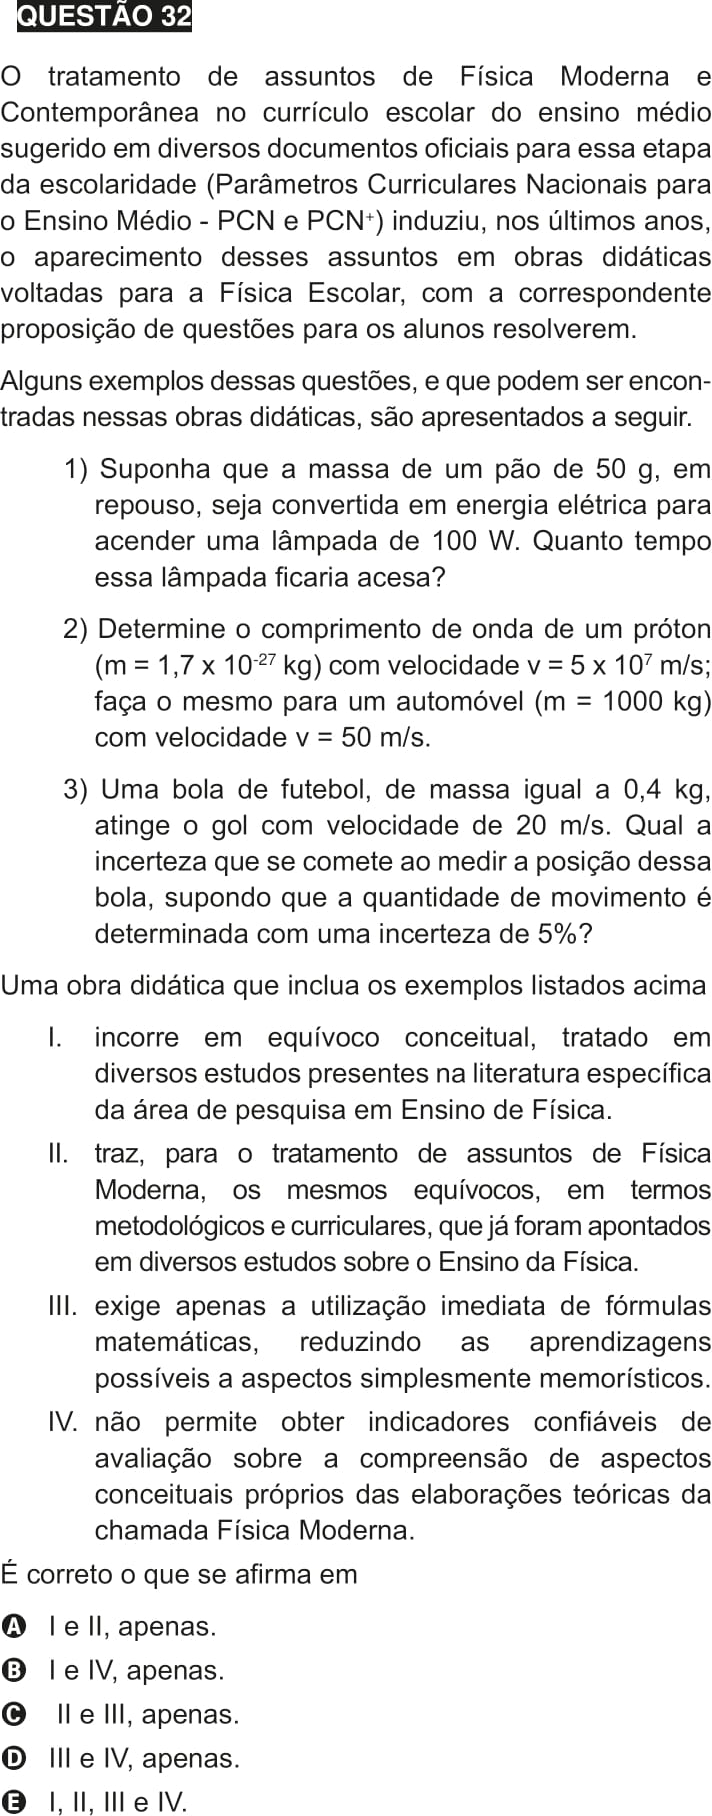 QUESTÃO 32
O tratamento de assuntos de Física Moderna e
Contemporânea no currículo escolar do ensino médio
sugerido em diversos documentos oficiais para essa etapa
da escolaridade (Parâmetros Curriculares Nacionais para
o Ensino Médio - PCN e PCN⁺) induziu, nos últimos anos,
o aparecimento desses assuntos em obras didáticas
voltadas para a Física Escolar, com a correspondente
proposição de questões para os alunos resolverem.
Alguns exemplos dessas questões, e que podem ser encon-
tradas nessas obras didáticas, são apresentados a seguir.
1) Suponha que a massa de um pão de 50 g, em
repouso, seja convertida em energia elétrica para
acender uma lâmpada de 100 W. Quanto tempo
essa lâmpada ficaria acesa?
2) Determine o comprimento de onda de um próton
(m = 1,7 x 10⁻²⁷ kg) com velocidade v = 5 x 10⁷ m/s;
faça o mesmo para um automóvel (m = 1000 kg)
com velocidade v = 50 m/s.
3) Uma bola de futebol, de massa igual a 0,4 kg,
atinge o gol com velocidade de 20 m/s. Qual a
incerteza que se comete ao medir a posição dessa
bola, supondo que a quantidade de movimento é
determinada com uma incerteza de 5%?
Uma obra didática que inclua os exemplos listados acima
I. incorre em equívoco conceitual, tratado em
diversos estudos presentes na literatura específica
da área de pesquisa em Ensino de Física.
II. traz, para o tratamento de assuntos de Física
Moderna, os mesmos equívocos, em termos
metodológicos e curriculares, que já foram apontados
em diversos estudos sobre o Ensino da Física.
III. exige apenas a utilização imediata de fórmulas
matemáticas, reduzindo as aprendizagens
possíveis a aspectos simplesmente memorísticos.
IV. não permite obter indicadores confiáveis de
avaliação sobre a compreensão de aspectos
conceituais próprios das elaborações teóricas da
chamada Física Moderna.
É correto o que se afirma em
A I e II, apenas.
B I e IV, apenas.
C II e III, apenas.
D III e IV, apenas.
E I, II, III e IV.